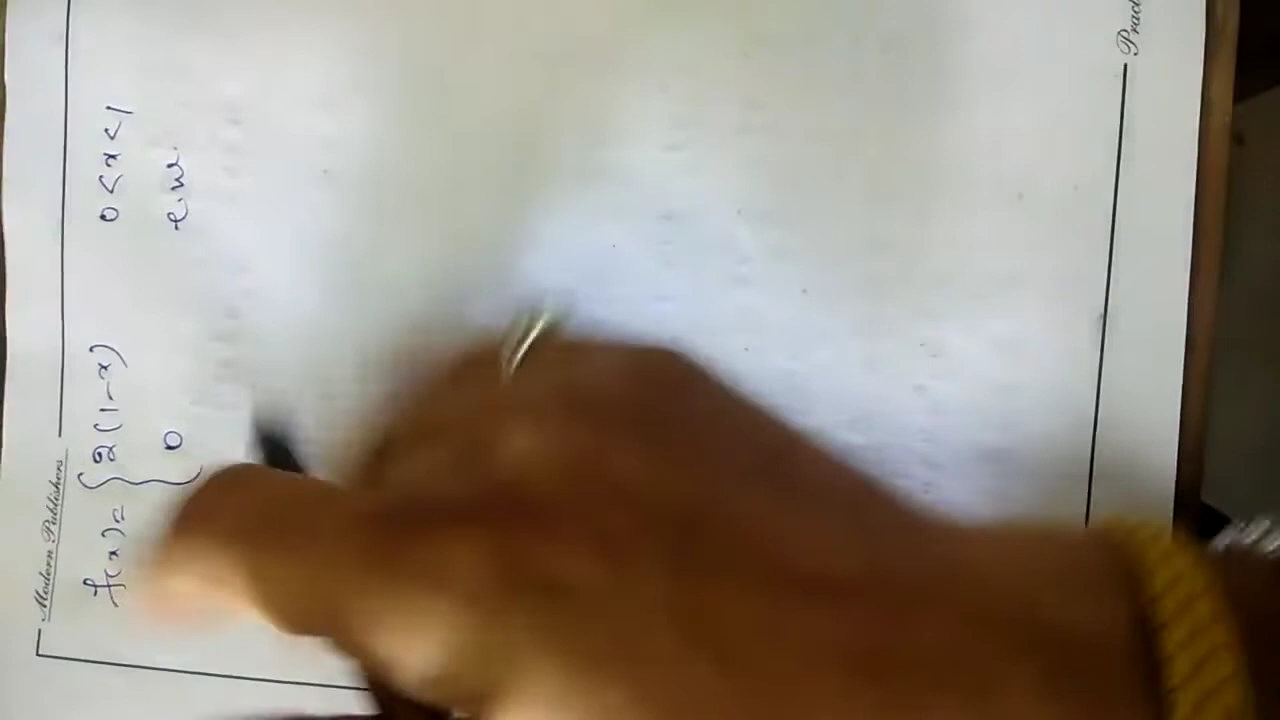 Modern Publishers
f(x) = { 2(1-x) 0<x<1
0 e.w.
Pract